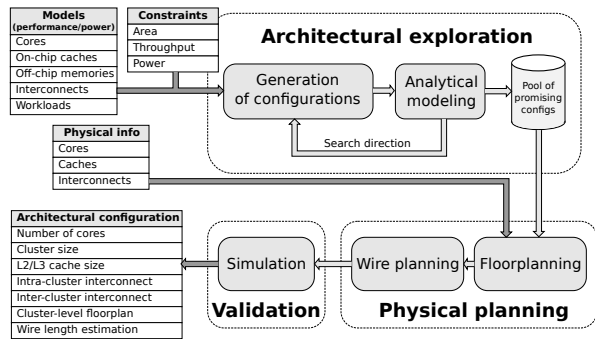 Models
(performance/power)
Cores
On-chip caches
Off-chip memories
Interconnects
Workloads
Constraints
Area
Throughput
Power
Architectural exploration
Generation
of configurations
Analytical
modeling
Pool of
promising
configs
Search direction
Physical info
Cores
Caches
Interconnects
Architectural configuration
Number of cores
Cluster size
L2/L3 cache size
Intra-cluster interconnect
Inter-cluster interconnect
Cluster-level floorplan
Wire length estimation
Simulation
Validation
Wire planning
Floorplanning
Physical planning